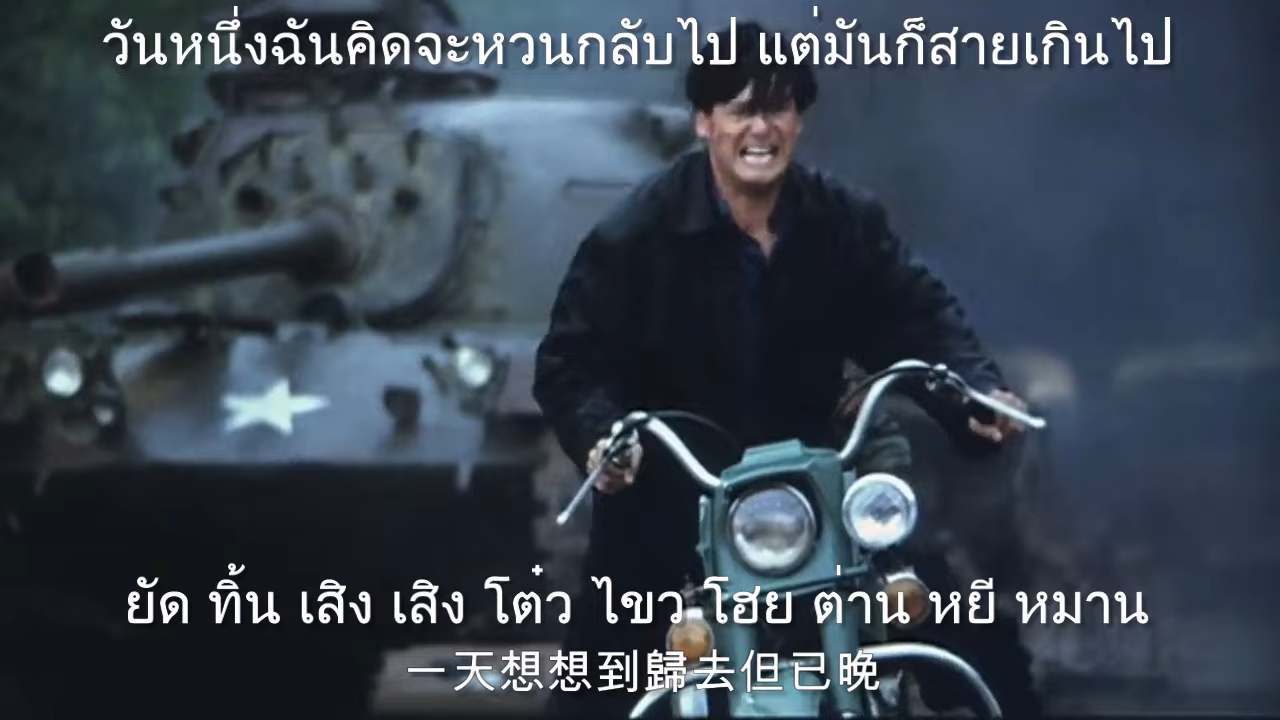 วันหนึ่งฉันคิดจะหวนกลับไป แต่มันก็สายเกินไป
ยัด ทิ้น เสิง เสิง โต๋ว ไขว โฮย ต่าน หยี หมาน
一天想想到歸去但已晚